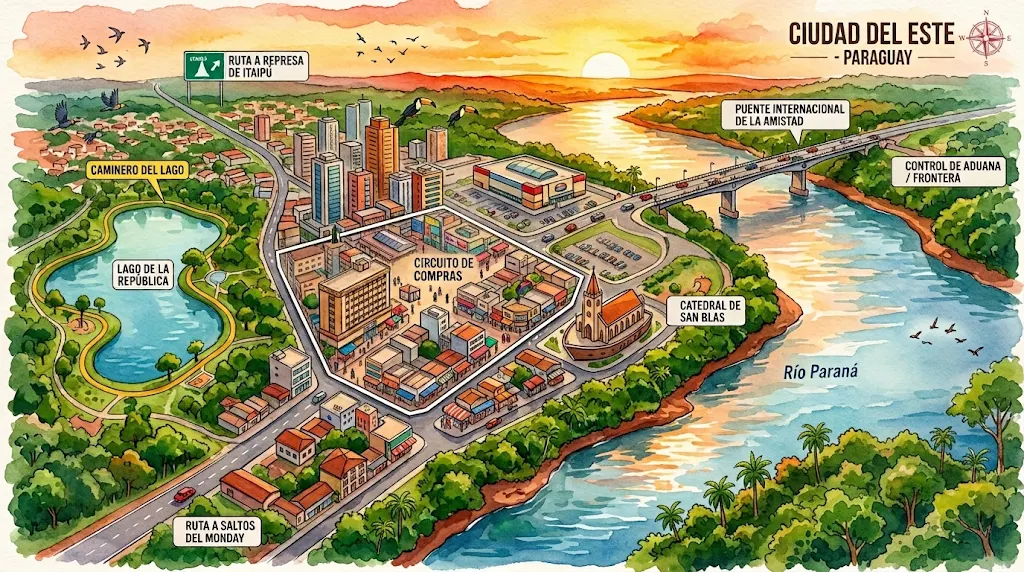 CIUDAD DEL ESTE
- PARAGUAY -
N
W
E
S
ITAIPÚ
RUTA A REPRESA
DE ITAIPÚ
PUENTE INTERNACIONAL
DE LA AMISTAD
CONTROL DE ADUANA
/ FRONTERA
CAMINERO DEL LAGO
LAGO DE LA
REPÚBLICA
CIRCUITO DE
COMPRAS
CATEDRAL DE
SAN BLAS
Río Paraná
RUTA A SALTOS
DEL MONDAY